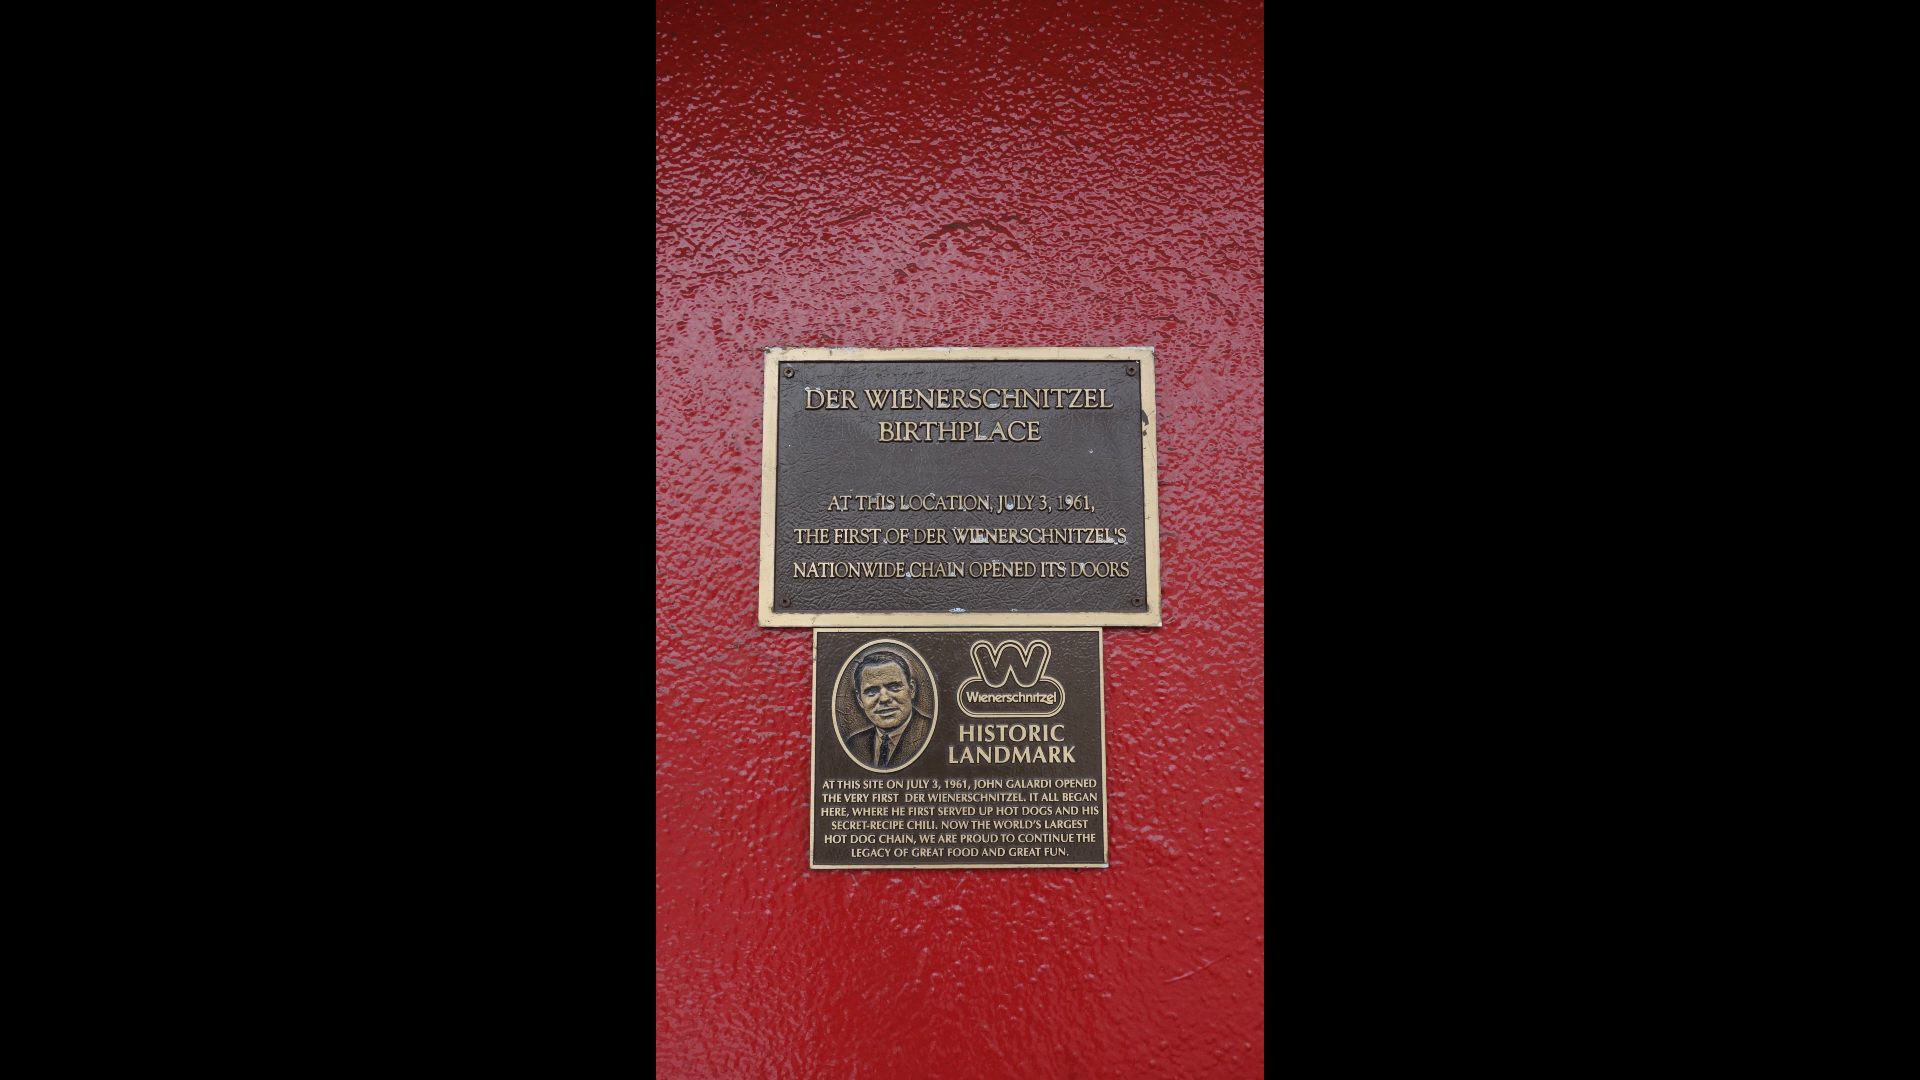 DER WIENERSCHNITZEL
BIRTHPLACE
AT THIS LOCATION, JULY 3, 1961,
THE FIRST OF DER WIENERSCHNITZEL'S
NATIONWIDE CHAIN OPENED ITS DOORS
W
Wienerschnitzel
HISTORIC
LANDMARK
AT THIS SITE ON JULY 3, 1961, JOHN GALARDI OPENED
THE VERY FIRST DER WIENERSCHNITZEL. IT ALL BEGAN
HERE, WHERE HE FIRST SERVED UP HOT DOGS AND HIS
SECRET-RECIPE CHILI. NOW THE WORLD'S LARGEST
HOT DOG CHAIN, WE ARE PROUD TO CONTINUE THE
LEGACY OF GREAT FOOD AND GREAT FUN.